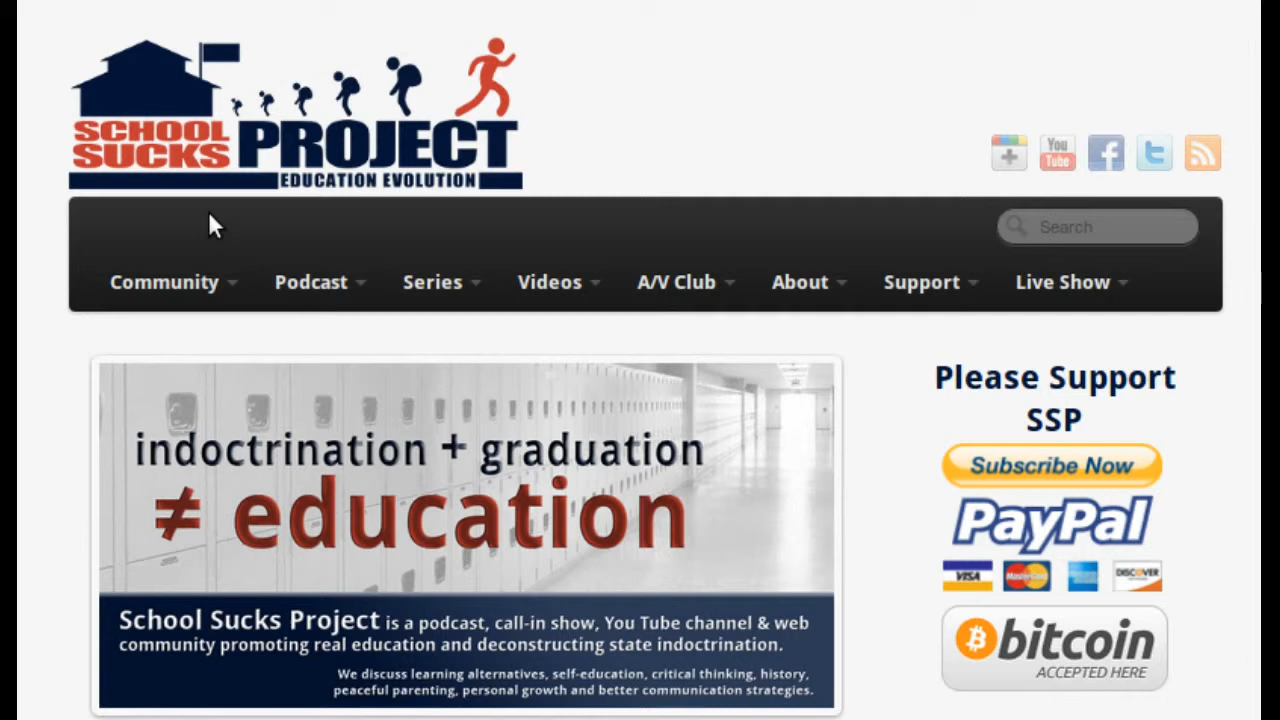 SCHOOL
SUCKS PROJECT
EDUCATION EVOLUTION
You
Tube
Search
Community Podcast Series Videos A/V Club About Support Live Show
indoctrination + graduation
≠ education
School Sucks Project is a podcast, call-in show, You Tube channel & web
community promoting real education and deconstructing state indoctrination.
We discuss learning alternatives, self-education, critical thinking, history,
peaceful parenting, personal growth and better communication strategies.
Please Support
SSP
Subscribe Now
PayPal
VISA MasterCard DISCOVER
bitcoin
ACCEPTED HERE